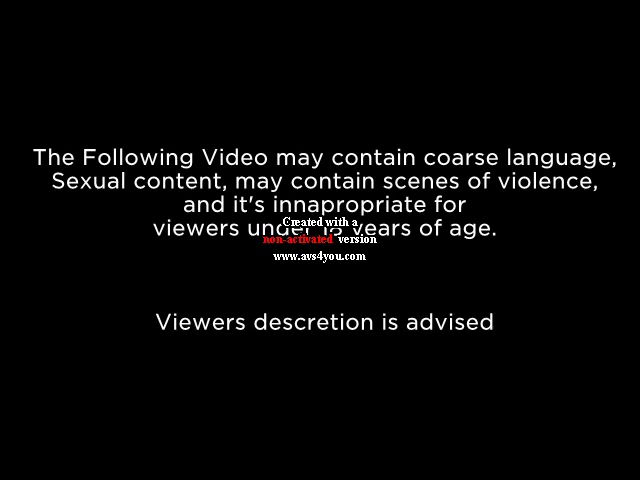 The Following Video may contain coarse language,
Sexual content, may contain scenes of violence,
and it's innapropriate for
Created with a
viewers under years of age.
non-activated version
www.avs4you.com
Viewers descretion is advised